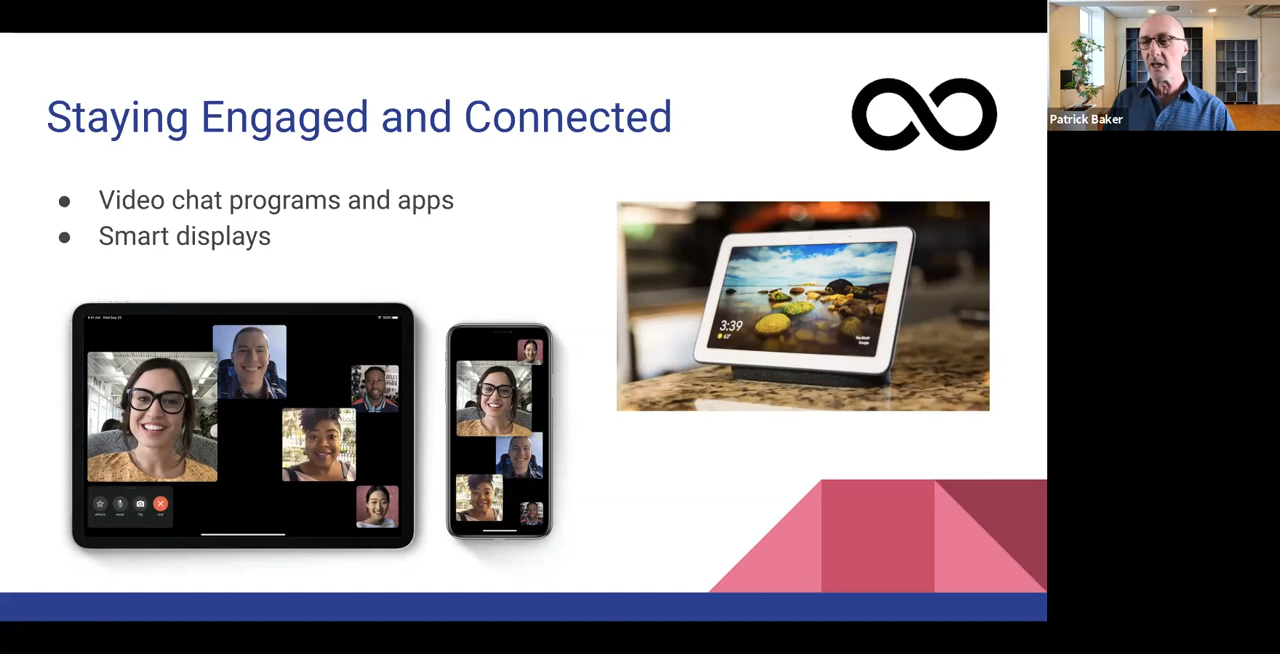 Staying Engaged and Connected
● Video chat programs and apps
● Smart displays
3:39
Patrick Baker